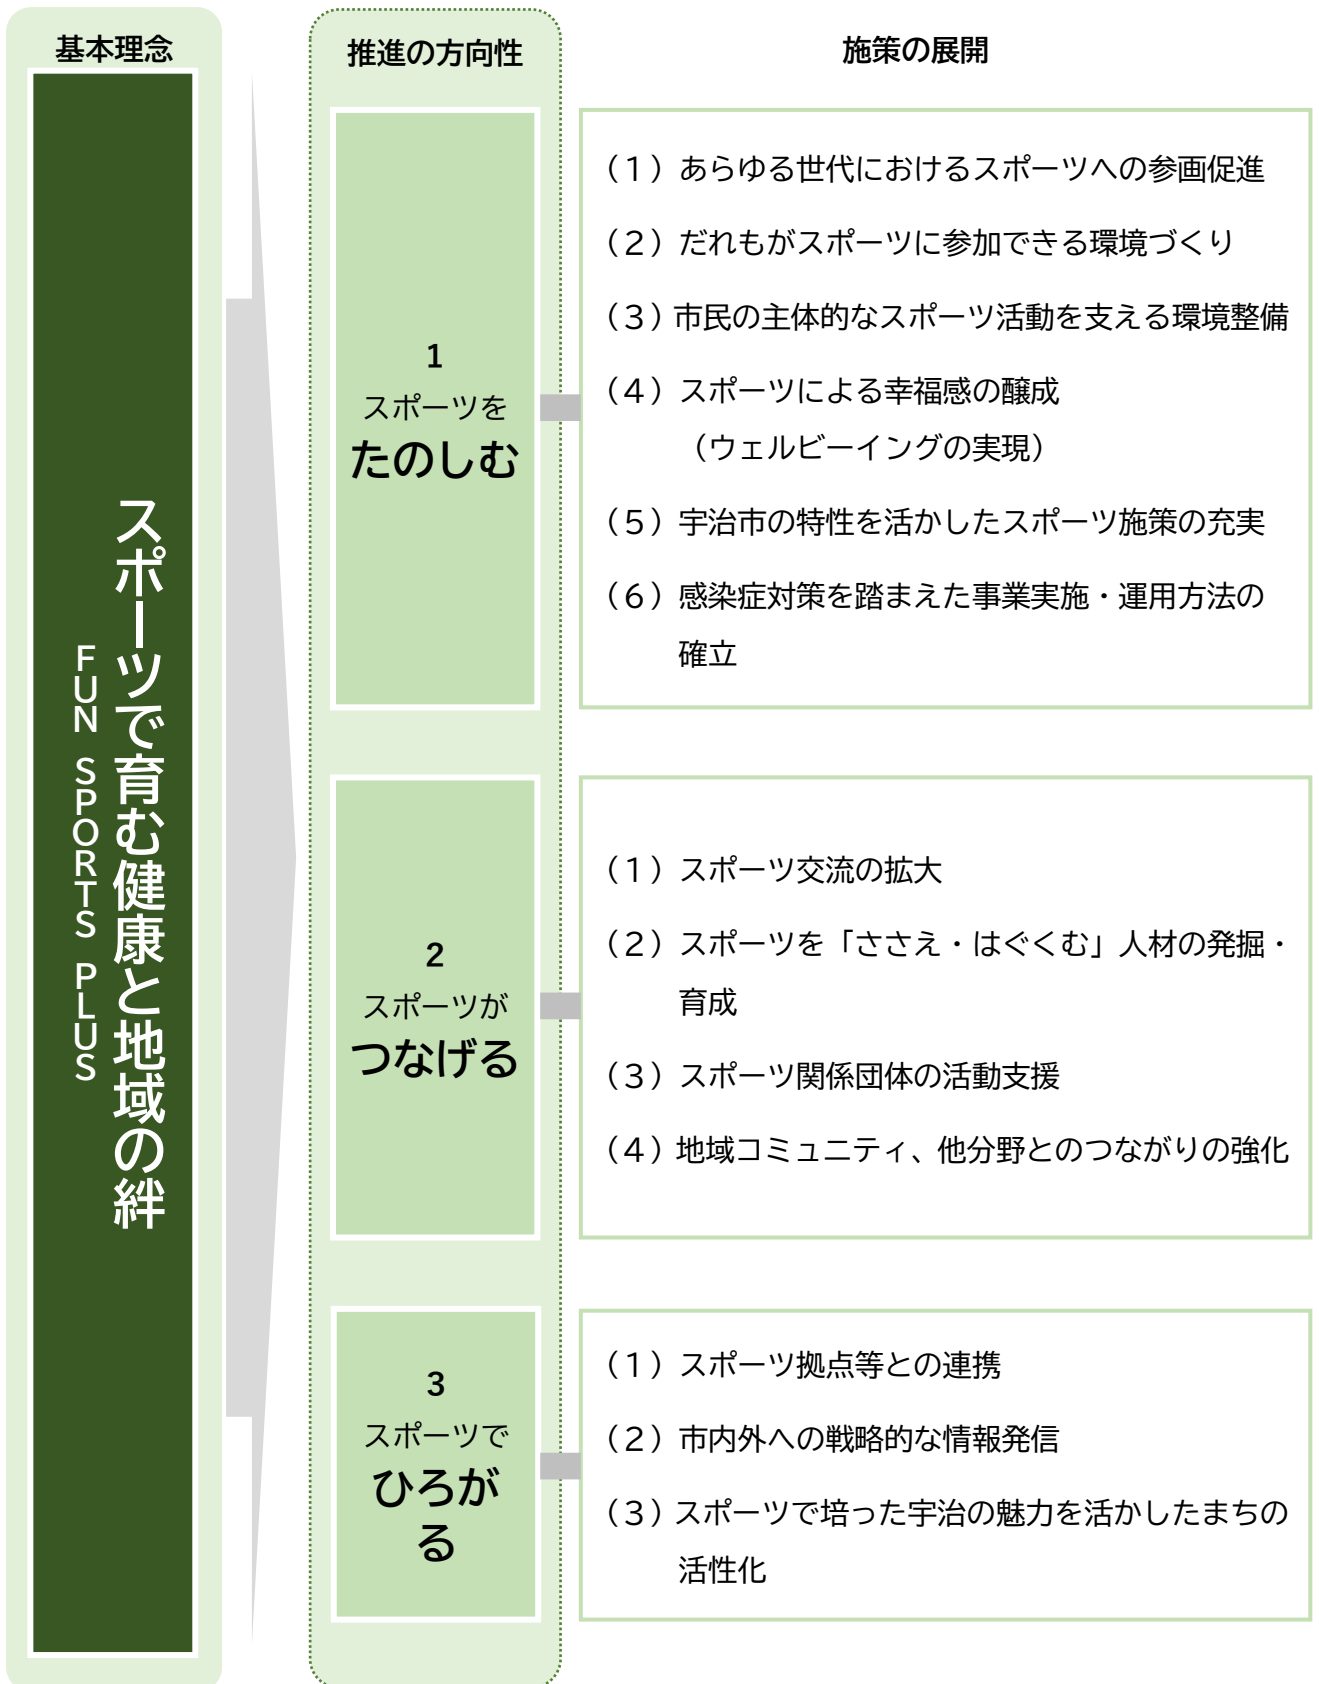 基本理念
スポーツで育む健康と地域の絆
FUN SPORTS PLUS
推進の方向性
施策の展開
1
スポーツを
たのしむ
（1）あらゆる世代におけるスポーツへの参画促進
（2）だれもがスポーツに参加できる環境づくり
（3）市民の主体的なスポーツ活動を支える環境整備
（4）スポーツによる幸福感の醸成
（ウェルビーイングの実現）
（5）宇治市の特性を活かしたスポーツ施策の充実
（6）感染症対策を踏まえた事業実施・運用方法の
確立
2
スポーツが
つなげる
（1）スポーツ交流の拡大
（2）スポーツを「ささえ・はぐくむ」人材の発掘・
育成
（3）スポーツ関係団体の活動支援
（4）地域コミュニティ、他分野とのつながりの強化
3
スポーツで
ひろが
る
（1）スポーツ拠点等との連携
（2）市内外への戦略的な情報発信
（3）スポーツで培った宇治の魅力を活かしたまちの
活性化